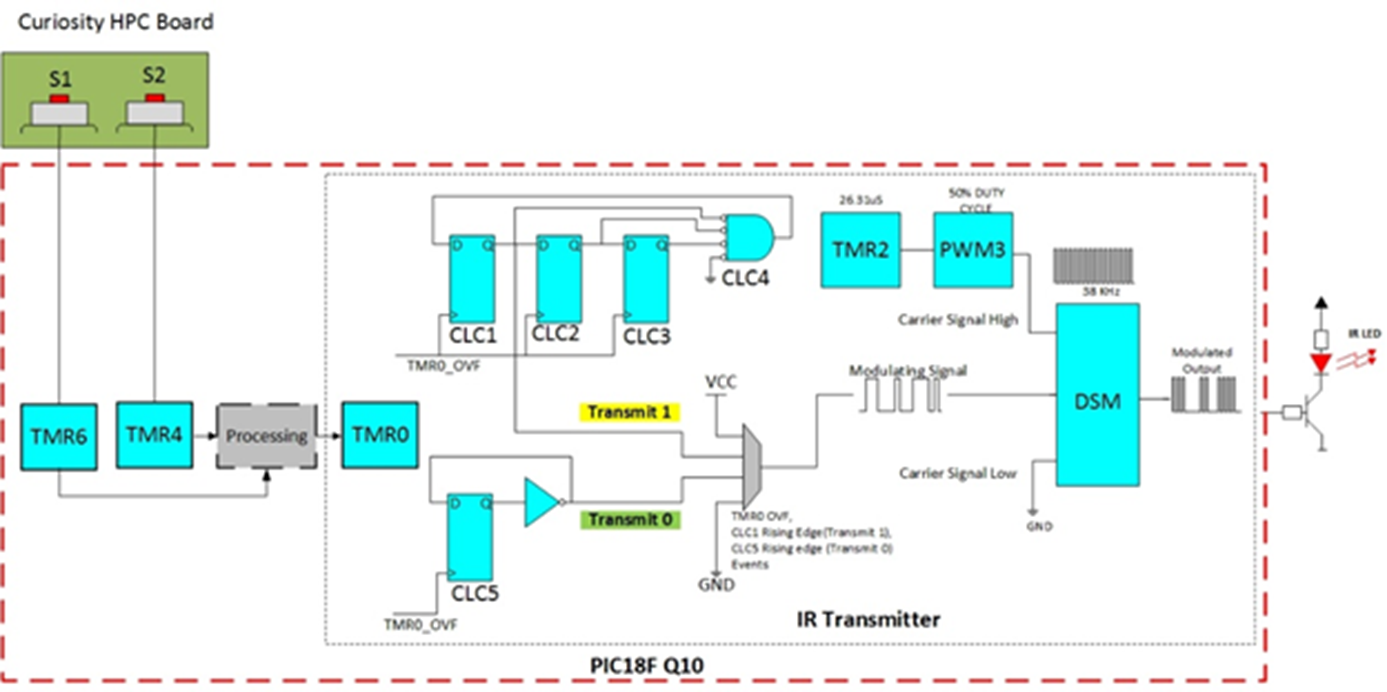 Curiosity HPC Board
S1
S2
26.31uS
50% DUTY
CYCLE
TMR2
PWM3
D Q
D Q
D Q
CLC4
CLC1
CLC2
CLC3
TMR0_OVF
38 KHz
Carrier Signal High
IR LED
Modulated
Output
Modulating Signal
VCC
DSM
Transmit 1
TMR6
TMR4
Processing
TMR0
Carrier Signal Low
D Q
Transmit 0
TMR0 OVF,
CLC1 Rising Edge(Transmit 1),
CLC5 Rising edge (Transmit 0)
Events
GND
GND
CLC5
TMR0_OVF
IR Transmitter
PIC18F Q10